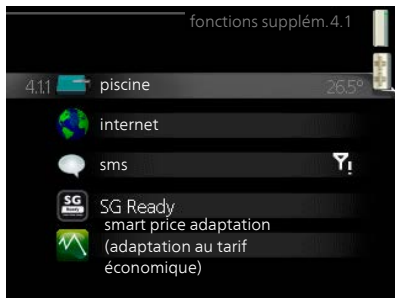 fonctions supplém.4.1
4.1.1 piscine 26.5°
internet
sms
SG Ready
SG Ready
smart price adaptation
(adaptation au tarif
économique)